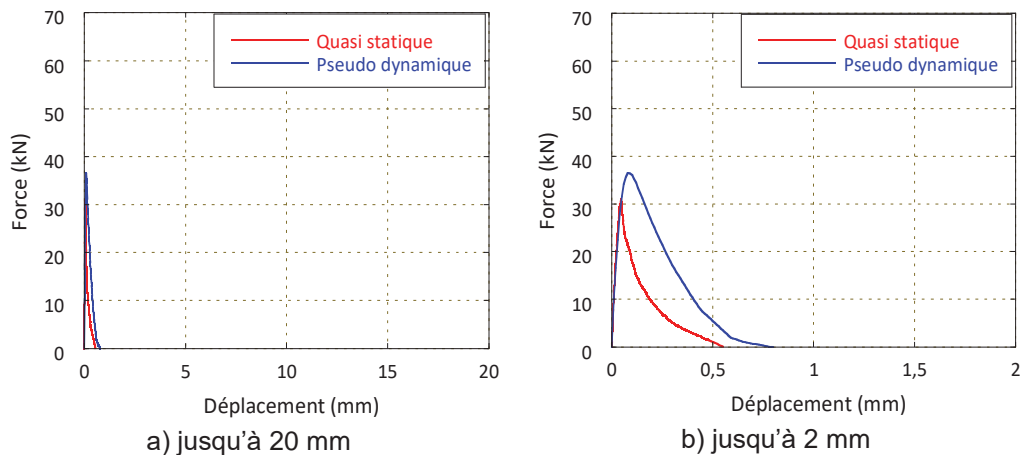 70
60
50
40
30
20
10
0
Force (kN)
Quasi statique
Pseudo dynamique
0
5
10
15
20
Déplacement (mm)
a) jusqu'à 20 mm
70
60
50
40
30
20
10
0
Force (kN)
Quasi statique
Pseudo dynamique
0
0,5
1
1,5
2
Déplacement (mm)
b) jusqu'à 2 mm